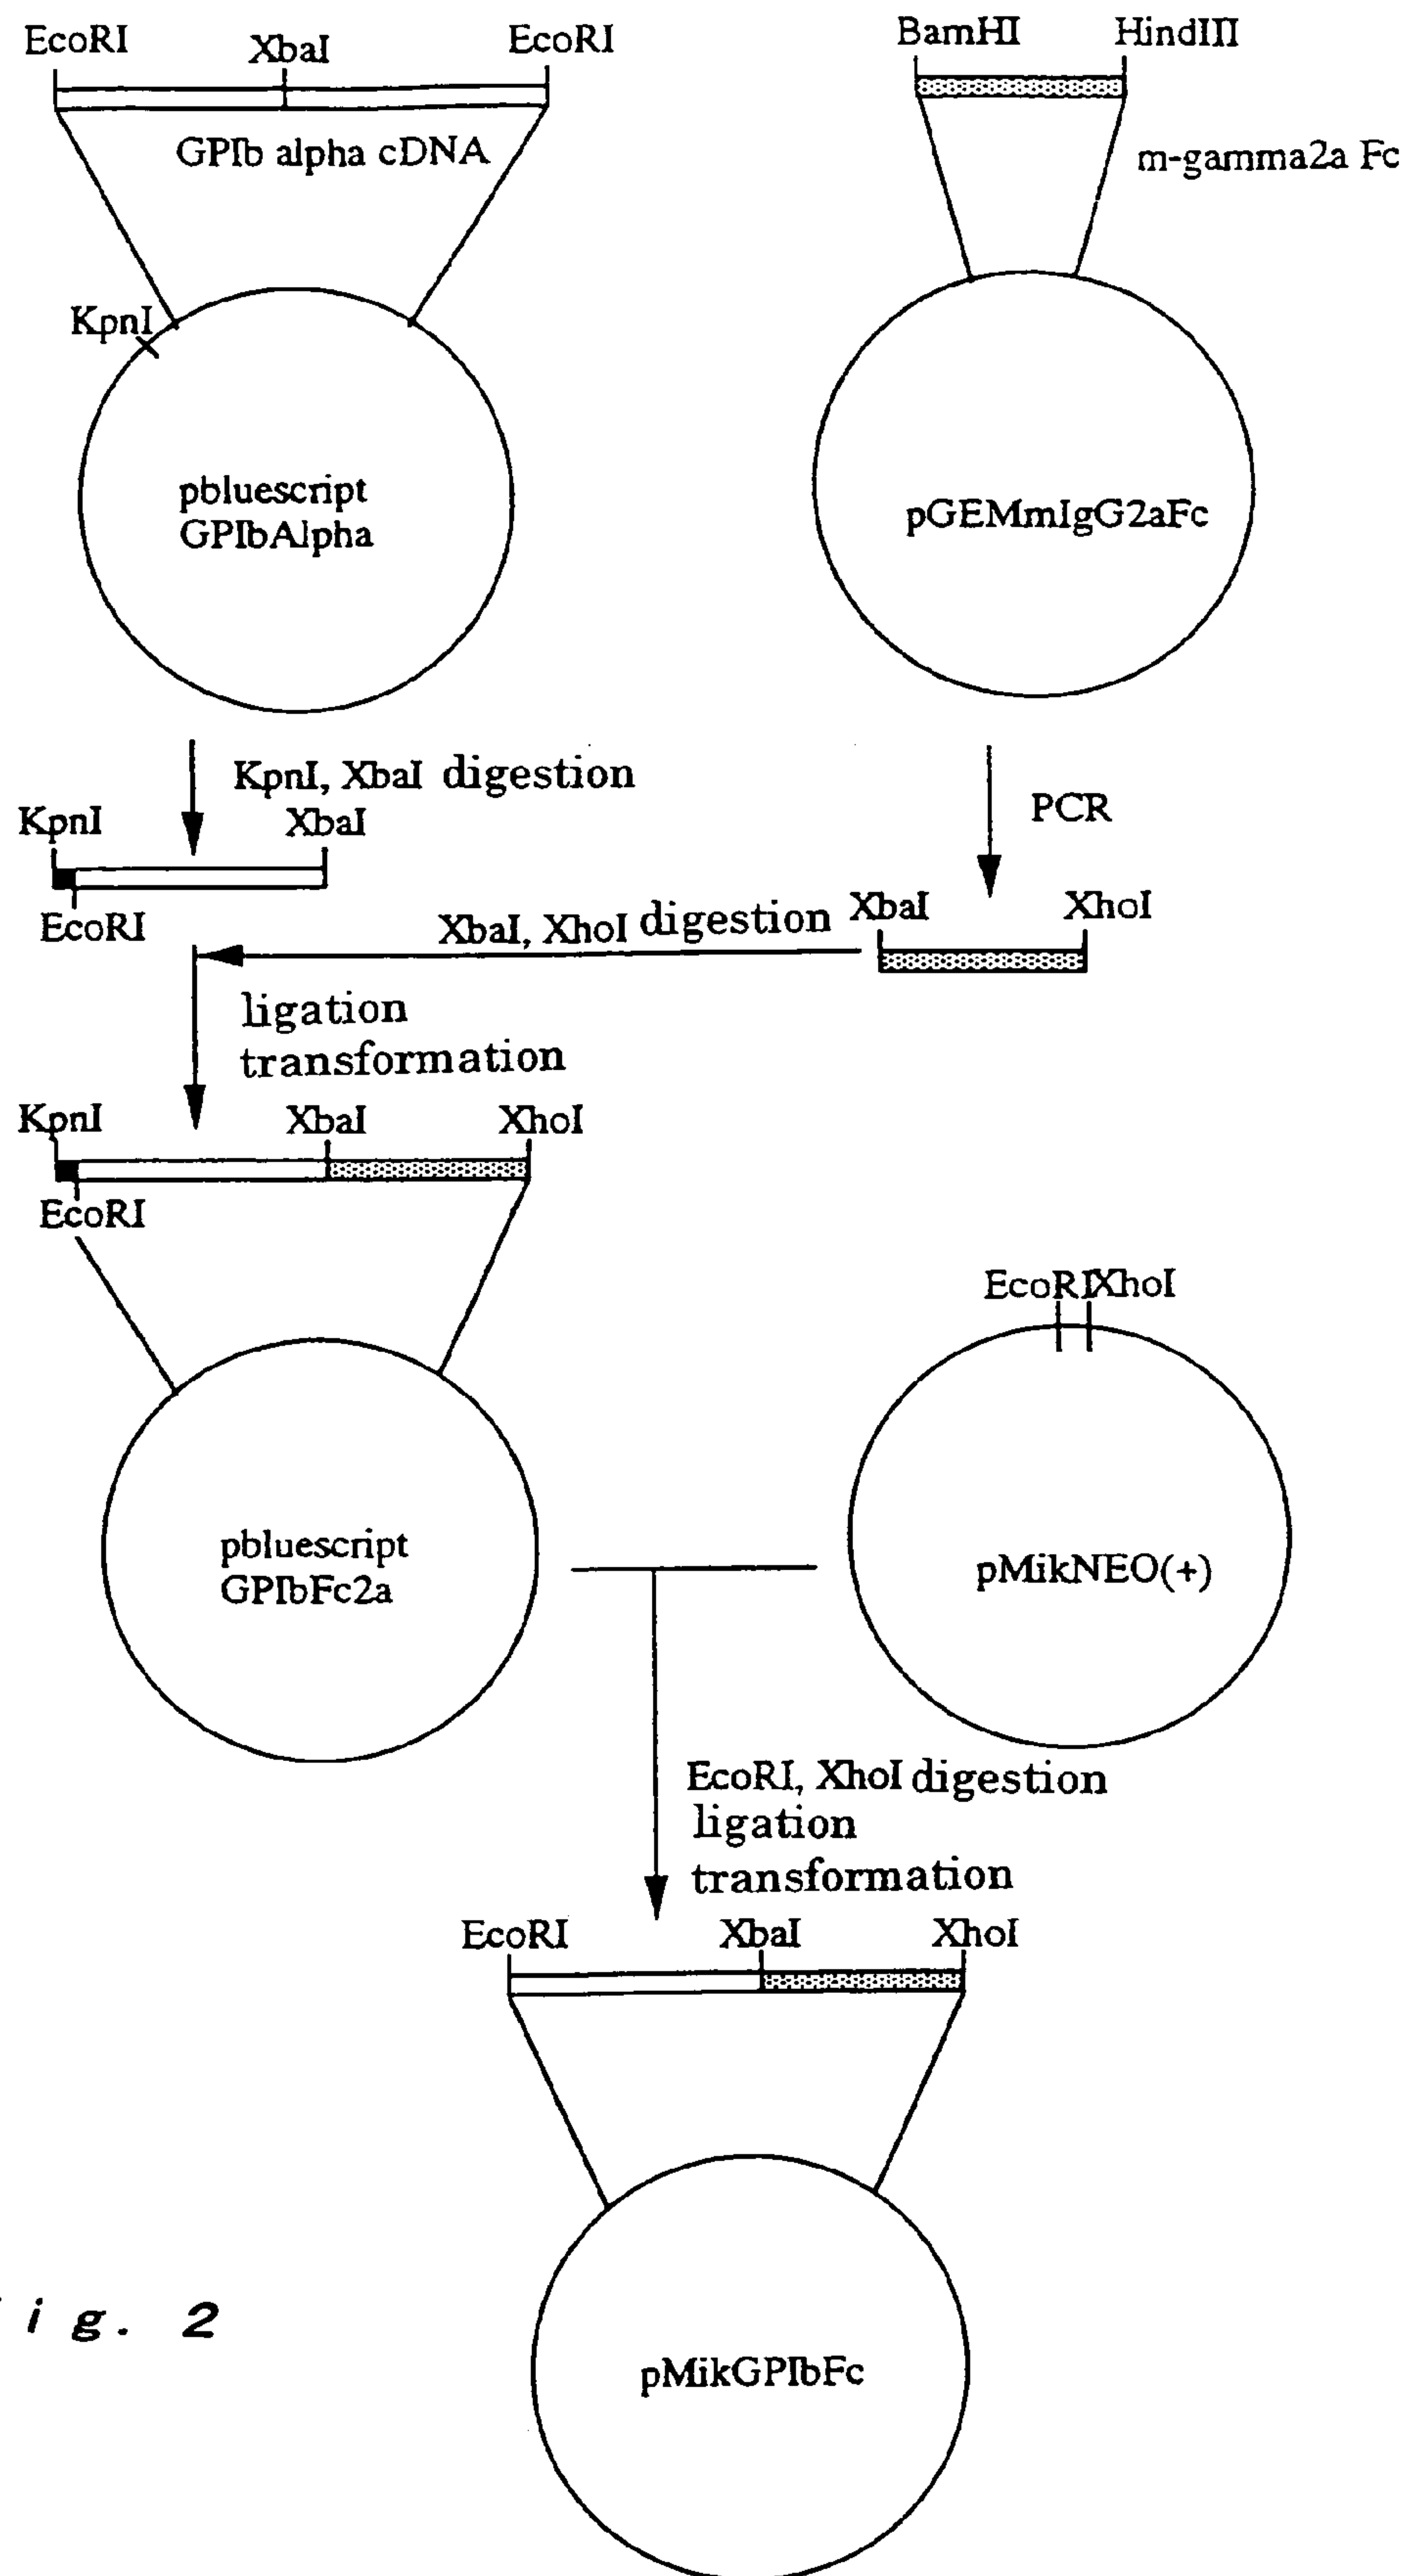 EcoRI
XbaI
EcoRI
GPIb alpha cDNA
KpnI
pbluescript
GPIbAlpha
BamHI
HindIII
m-gamma2a Fc
pGEMmIgG2aFc
KpnI, XbaI digestion
KpnI
XbaI
EcoRI
PCR
XbaI
XhoI
XbaI, XhoI digestion
ligation
transformation
KpnI
XbaI
XhoI
EcoRI
pbluescript
GPIbFc2a
EcoRI
XhoI
pMikNEO(+)
EcoRI, XhoI digestion
ligation
transformation
EcoRI
XbaI
XhoI
pMikGPIbFc
ig. 2